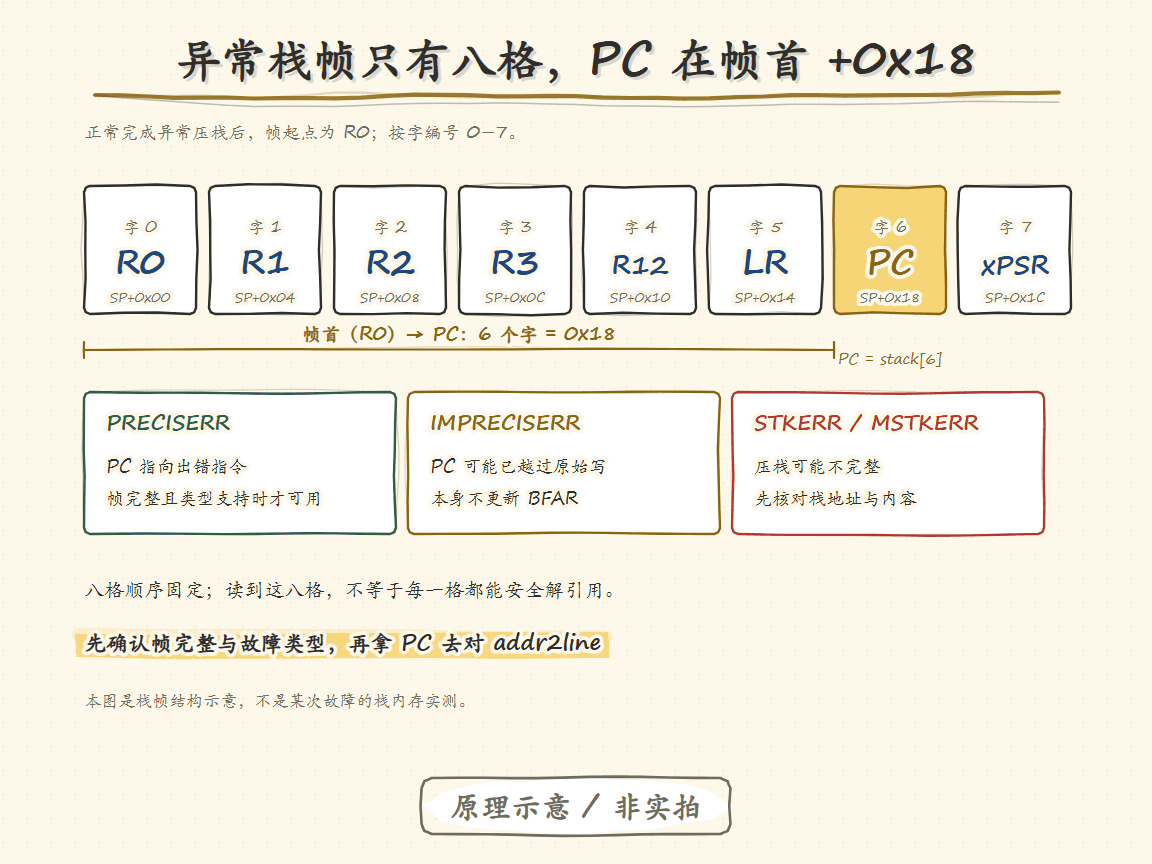 异常栈帧只有八格，PC 在帧首 +0x18
正常完成异常压栈后，帧起点为 R0；按字编号 0–7。
字 0
R0
SP+0x00
字 1
R1
SP+0x04
字 2
R2
SP+0x08
字 3
R3
SP+0x0C
字 4
R12
SP+0x10
字 5
LR
SP+0x14
字 6
PC
SP+0x18
字 7
xPSR
SP+0x1C
帧首（R0）→ PC：6 个字 = 0x18
PC = stack[6]
PRECISERR
PC 指向出错指令
帧完整且类型支持时才可用
IMPRECISERR
PC 可能已越过原始写
本身不更新 BFAR
STKERR / MSTKERR
压栈可能不完整
先核对栈地址与内容
八格顺序固定；读到这八格，不等于每一格都能安全解引用。
先确认帧完整与故障类型，再拿 PC 去对 addr2line
本图是栈帧结构示意，不是某次故障的栈内存实测。
原理示意 / 非实拍